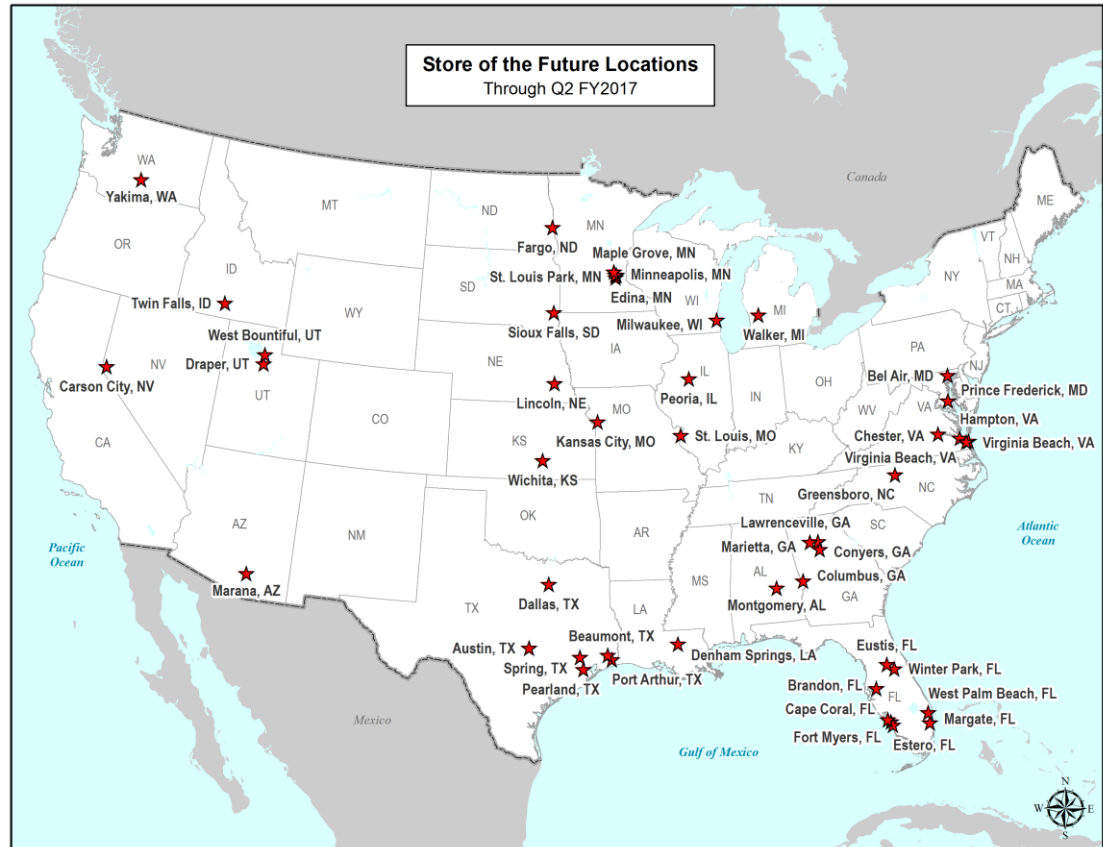 Store of the Future Locations
Through Q2 FY2017
Canada
WA
Yakima, WA
MT
ND
MN
ME
Fargo, ND
VT
OR
Maple Grove, MN
NH
ID
St. Louis Park, MN
Minneapolis, MN
NY
MA
SD
Edina, MN
WI
MI
CT
Twin Falls, ID
WY
Sioux Falls, SD
Milwaukee, WI
Walker, MI
West Bountiful, UT
IA
PA
NJ
NE
Draper, UT
NV
OH
Bel Air, MD
Carson City, NV
UT
Lincoln, NE
Peoria, IL
IL
IN
Prince Frederick, MD
CO
MO
WV
VA
Hampton, VA
CA
KS
Kansas City, MO
St. Louis, MO
Chester, VA
Virginia Beach, VA
KY
Virginia Beach, VA
Wichita, KS
Greensboro, NC
NC
TN
OK
Lawrenceville, GA
SC
AZ
NM
AR
Atlantic
Ocean
Pacific
Ocean
Marietta, GA
Conyers, GA
MS
AL
Columbus, GA
Marana, AZ
Dallas, TX
Montgomery, AL
GA
TX
LA
Beaumont, TX
Austin, TX
Denham Springs, LA
Eustis, FL
Spring, TX
Port Arthur, TX
Winter Park, FL
Pearland, TX
Brandon, FL
FL
West Palm Beach, FL
Cape Coral, FL
Margate, FL
Mexico
Fort Myers, FL
Estero, FL
Gulf of Mexico
N
W
E
S